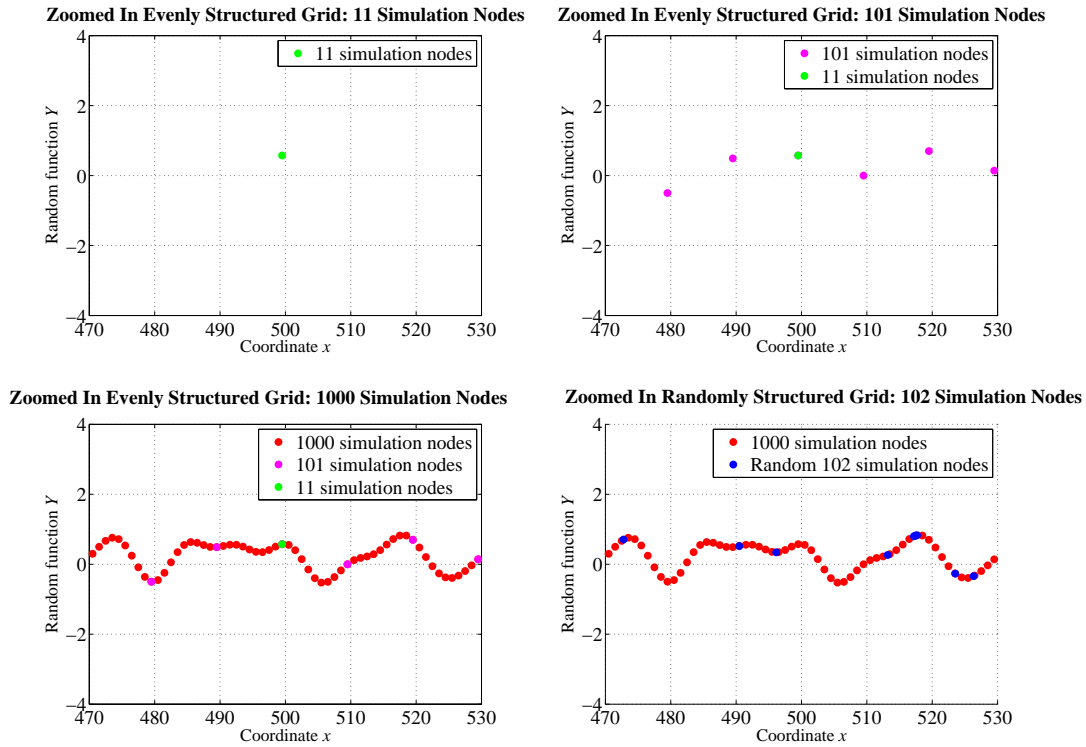 Zoomed In Evenly Structured Grid: 11 Simulation Nodes
11 simulation nodes
Random function Y
4
2
0
−2
−4
470 480 490 500 510 520 530
Coordinate x
Zoomed In Evenly Structured Grid: 101 Simulation Nodes
101 simulation nodes
11 simulation nodes
Random function Y
4
2
0
−2
−4
470 480 490 500 510 520 530
Coordinate x
Zoomed In Evenly Structured Grid: 1000 Simulation Nodes
1000 simulation nodes
101 simulation nodes
11 simulation nodes
Random function Y
4
2
0
−2
−4
470 480 490 500 510 520 530
Coordinate x
Zoomed In Randomly Structured Grid: 102 Simulation Nodes
1000 simulation nodes
Random 102 simulation nodes
Random function Y
4
2
0
−2
−4
470 480 490 500 510 520 530
Coordinate x